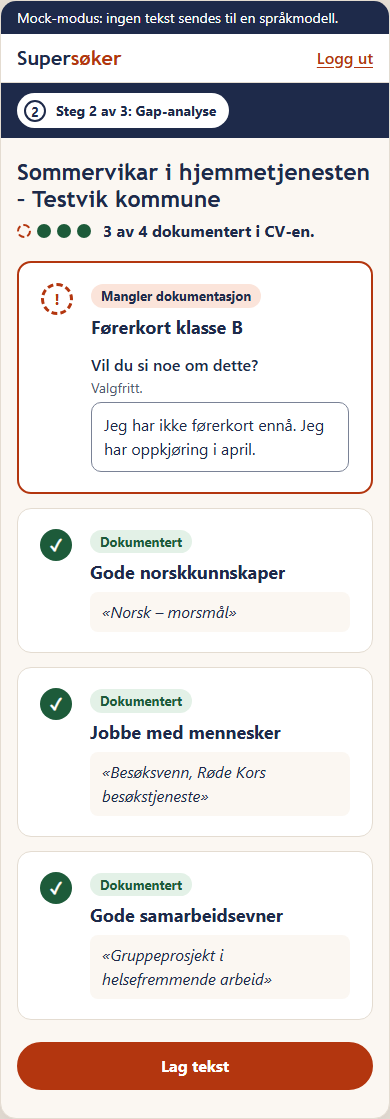 Mock-modus: ingen tekst sendes til en språkmodell.
Supersøker
Logg ut
2
Steg 2 av 3: Gap-analyse
Sommervikar i hjemmetjenesten
- Testvik kommune
3 av 4 dokumentert i CV-en.
!
Mangler dokumentasjon
Førerkort klasse B
Vil du si noe om dette?
Valgfritt.
Jeg har ikke førerkort ennå. Jeg
har oppkjøring i april.
Dokumentert
Gode norskkunnskaper
«Norsk – morsmål»
Dokumentert
Jobbe med mennesker
«Besøksvenn, Røde Kors
besøkstjeneste»
Dokumentert
Gode samarbeidsevner
«Gruppeprosjekt i
helsefremmende arbeid»
Lag tekst